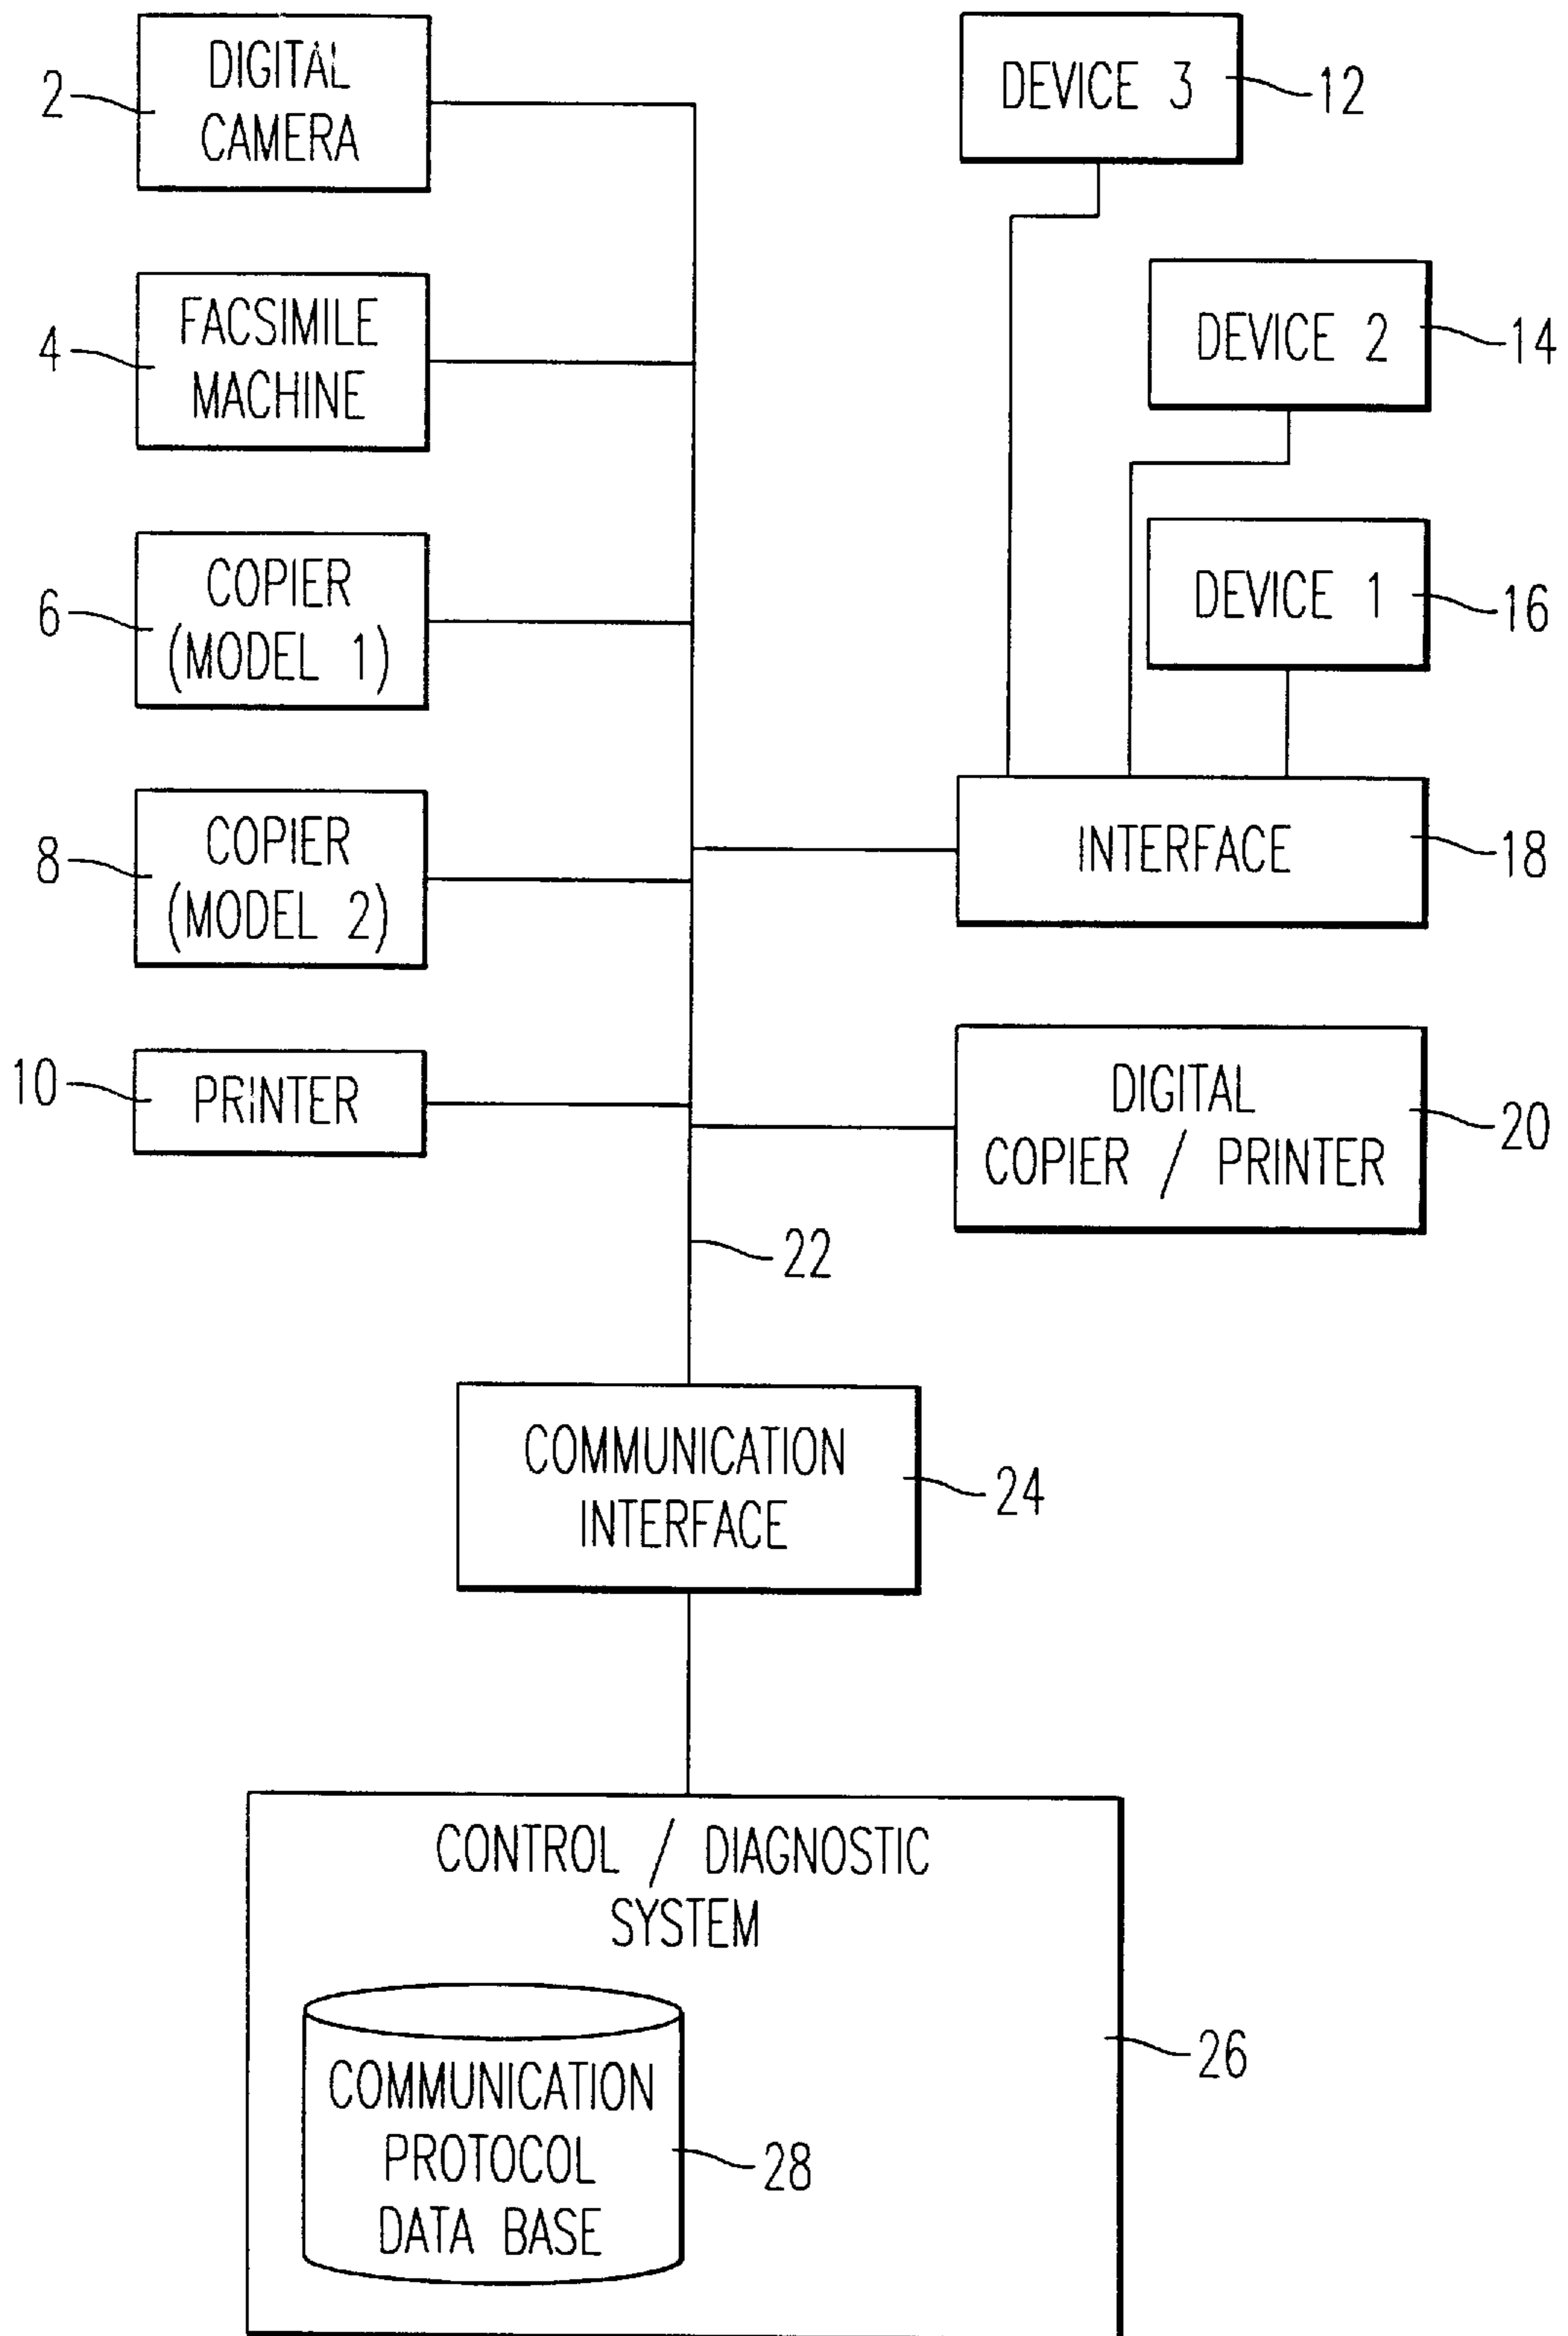 DIGITAL
CAMERA
2
FACSIMILE
MACHINE
4
COPIER
(MODEL 1)
6
COPIER
(MODEL 2)
8
PRINTER
10
DEVICE 3
12
DEVICE 2
14
DEVICE 1
16
INTERFACE
18
DIGITAL
COPIER / PRINTER
20
22
COMMUNICATION
INTERFACE
24
CONTROL / DIAGNOSTIC
SYSTEM
26
COMMUNICATION
PROTOCOL
DATA BASE
28